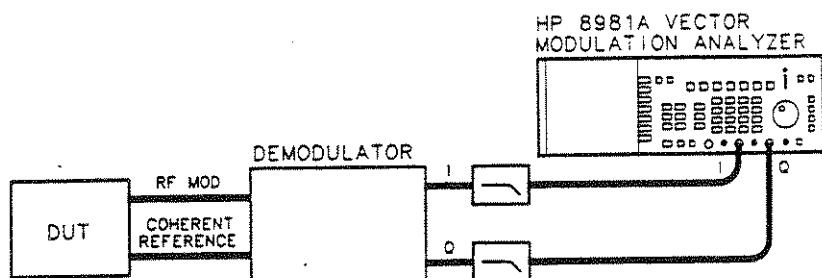 HP 8981A VECTOR
MODULATION ANALYZER
DEMODULATOR
I
Q
RF MOD
I
DUT
COHERENT
REFERENCE
Q